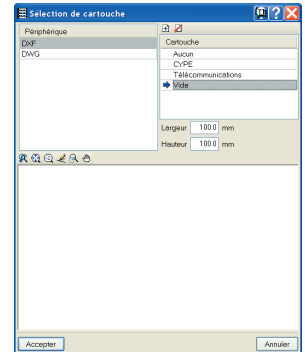 Sélection de cartouche
Périphérique
DXF
DWG
Cartouche
Aucun
CYPE
Télécommunications
Vide
Largeur 100.0 mm
Hauteur 100.0 mm
Accepter
Annuler